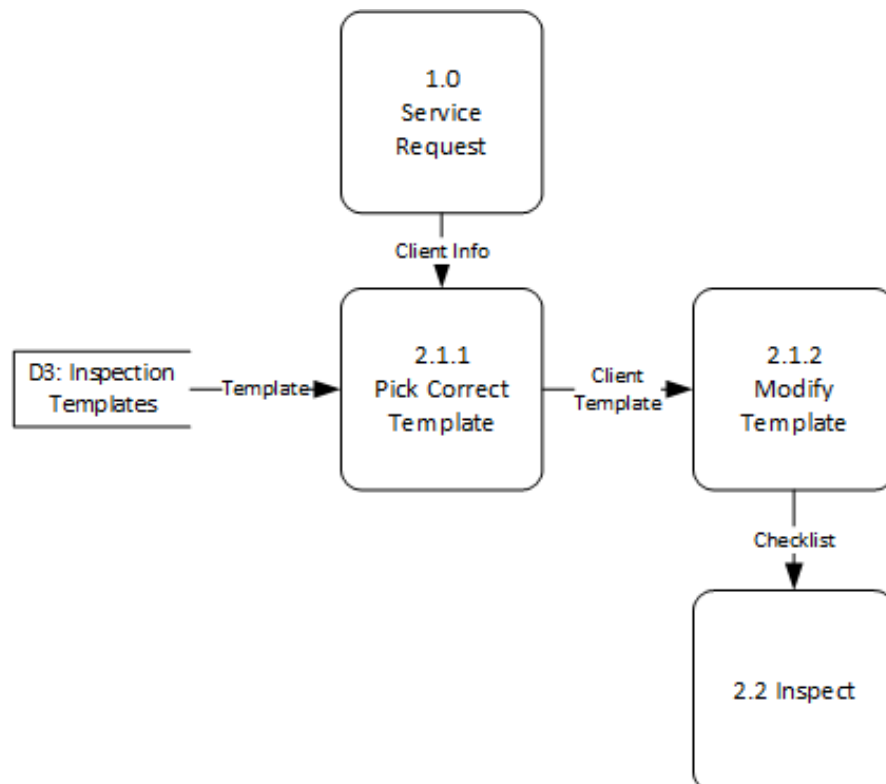 1.0
Service
Request
Client Info
D3: Inspection
Templates
Template
2.1.1
Pick Correct
Template
Client
Template
2.1.2
Modify
Template
Checklist
2.2 Inspect